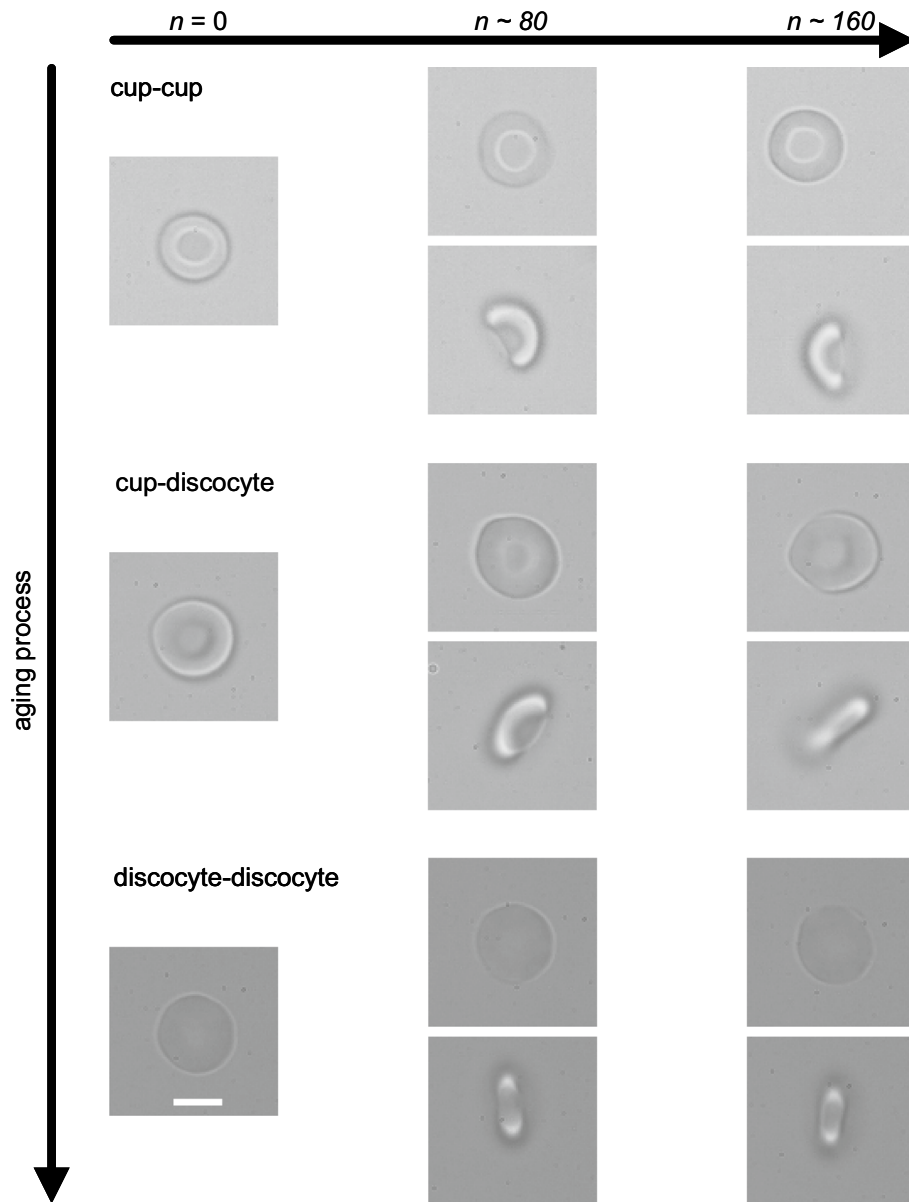 n = 0
n ~ 80
n ~ 160
cup-cup
cup-discocyte
aging process
discocyte-discocyte